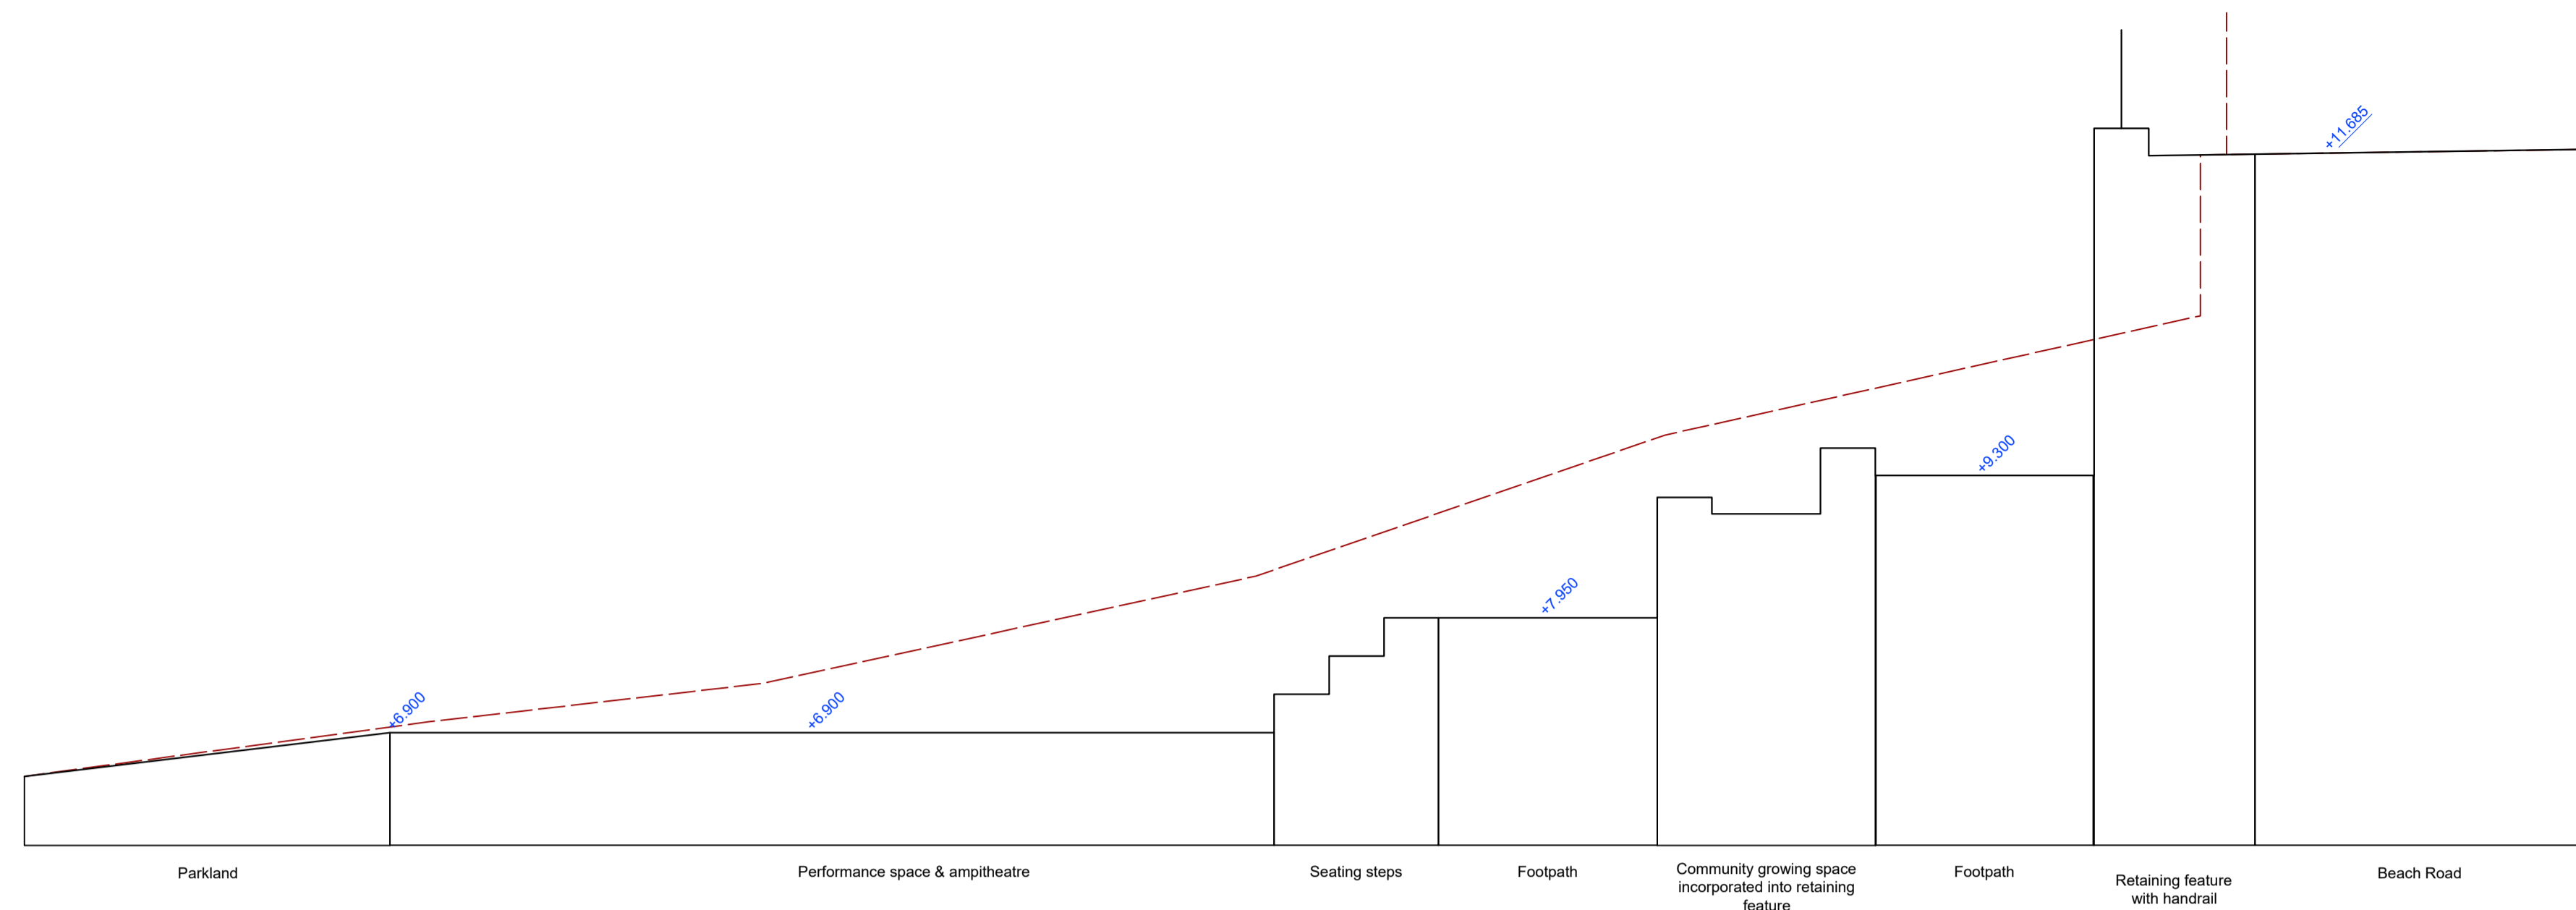 +11.685
+9.300
+7.950
+6.900
+6.900
Parkland
Performance space & ampitheatre
Seating steps
Footpath
Community growing space
incorporated into retaining
feature
Footpath
Retaining feature
with handrail
Beach Road